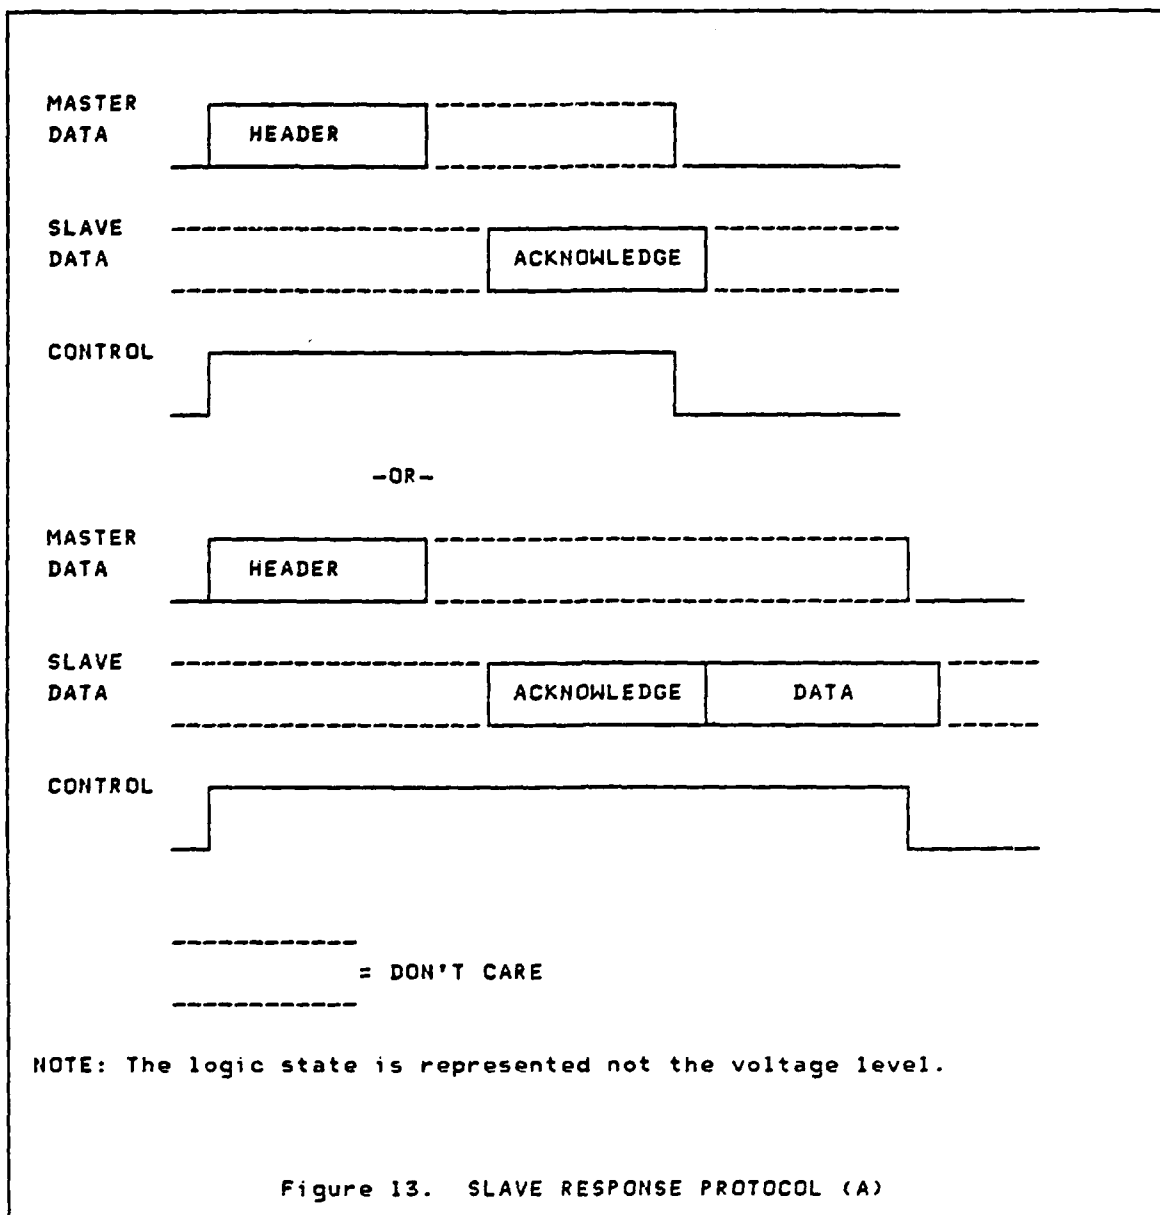 MASTER
DATA
HEADER
SLAVE
DATA
ACKNOWLEDGE
CONTROL
-OR-
MASTER
DATA
HEADER
SLAVE
DATA
ACKNOWLEDGE
DATA
CONTROL
= DON'T CARE
NOTE: The logic state is represented not the voltage level.
Figure 13. SLAVE RESPONSE PROTOCOL (A)